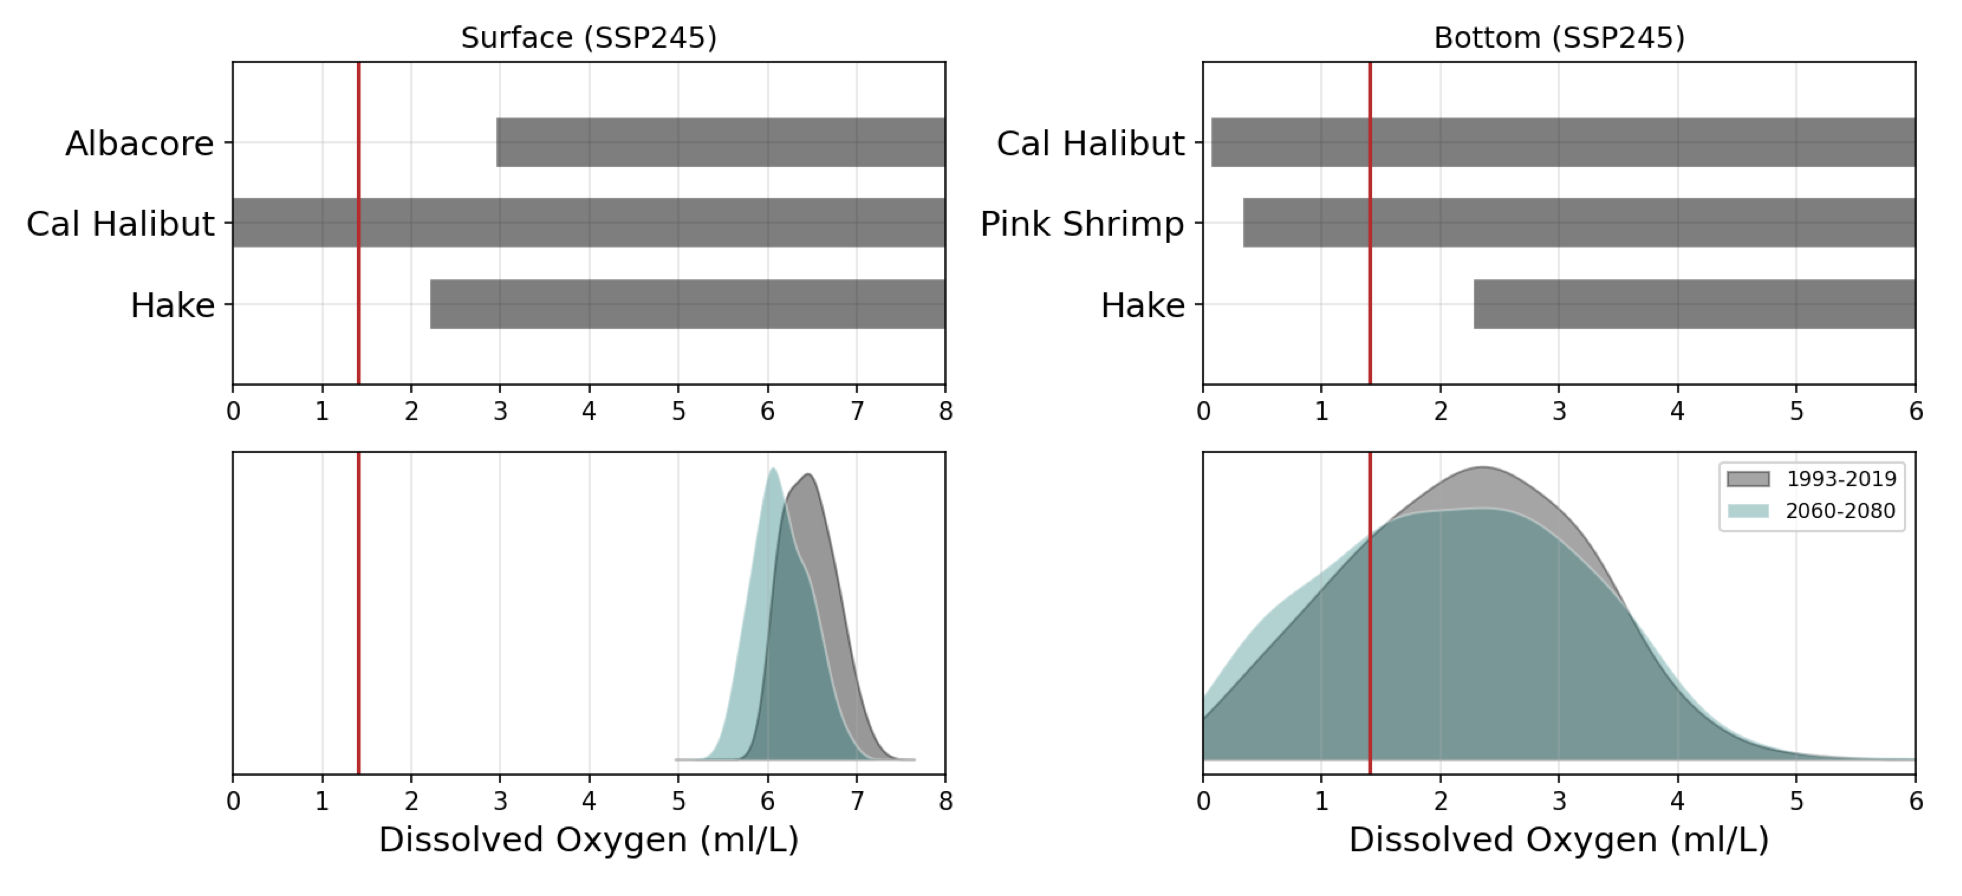 Surface (SSP245)
Albacore
Cal Halibut
Hake
0 1 2 3 4 5 6 7 8
Bottom (SSP245)
Cal Halibut
Pink Shrimp
Hake
0 1 2 3 4 5 6
0 1 2 3 4 5 6 7 8
Dissolved Oxygen (ml/L)
1993-2019
2060-2080
0 1 2 3 4 5 6
Dissolved Oxygen (ml/L)